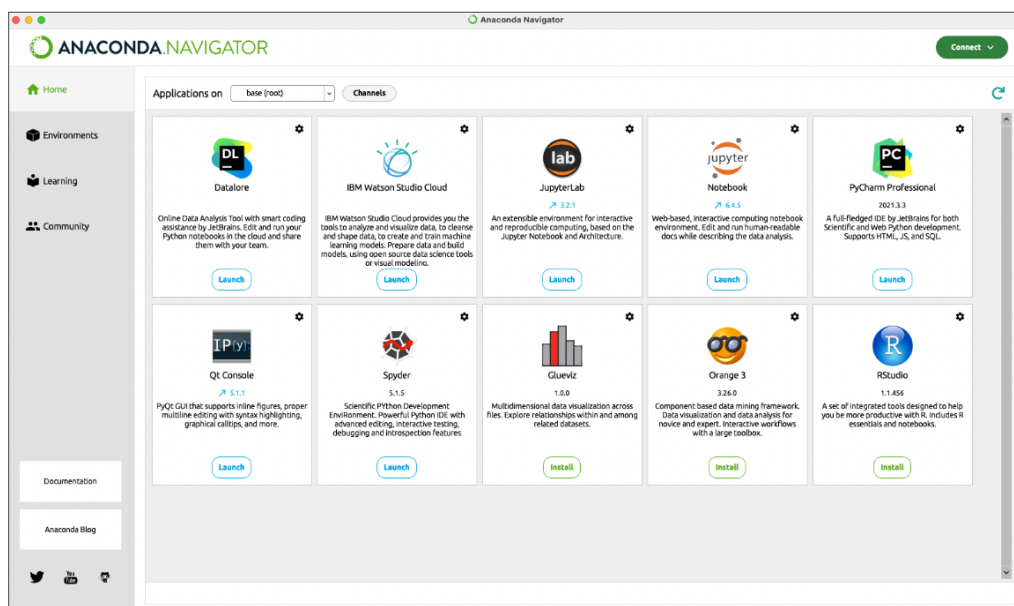 Anaconda Navigator
ANACONDA.NAVIGATOR
Connect
Home
Applications on
base (root)
Channels
Environments
Learning
Community
DL
Datalore
Online Data Analysis Tool with smart coding
assistance by JetBrains. Edit and run your
Python notebooks in the cloud and share
them with your team.
Launch
IBM Watson Studio Cloud
IBM Watson Studio Cloud provides you the
tools to analyze and visualize data, to cleanse
and shape data, to create and train machine
learning models. Prepare data and build
models, using open source data science tools
or visual modeling.
Launch
lab
JupyterLab
3.2.1
An extensible environment for interactive
and reproducible computing, based on the
Jupyter Notebook and Architecture.
Launch
jupyter
Notebook
6.4.5
Web-based, interactive computing notebook
environment. Edit and run human-readable
docs while describing the data analysis.
Launch
PC
PyCharm Professional
2021.3.3
A full-fledged IDE by JetBrains for both
Scientific and Web Python development.
Supports HTML, JS, and SQL.
Launch
IP[y]:
Qt Console
5.1.1
PyQt GUI that supports inline figures, proper
multiline editing with syntax highlighting,
graphical calltips, and more.
Launch
Spyder
5.1.5
Scientific PYthon Development
EnviRonment. Powerful Python IDE with
advanced editing, interactive testing,
debugging and introspection features
Launch
Glueviz
1.0.0
Multidimensional data visualization across
files. Explore relationships within and among
related datasets.
Install
Orange 3
3.26.0
Component based data mining framework.
Data visualization and data analysis for
novice and expert. Interactive workflows
with a large toolbox.
Install
R
RStudio
1.1.456
A set of integrated tools designed to help
you be more productive with R. Includes R
essentials and notebooks.
Install
Documentation
Anaconda Blog
You
Tube